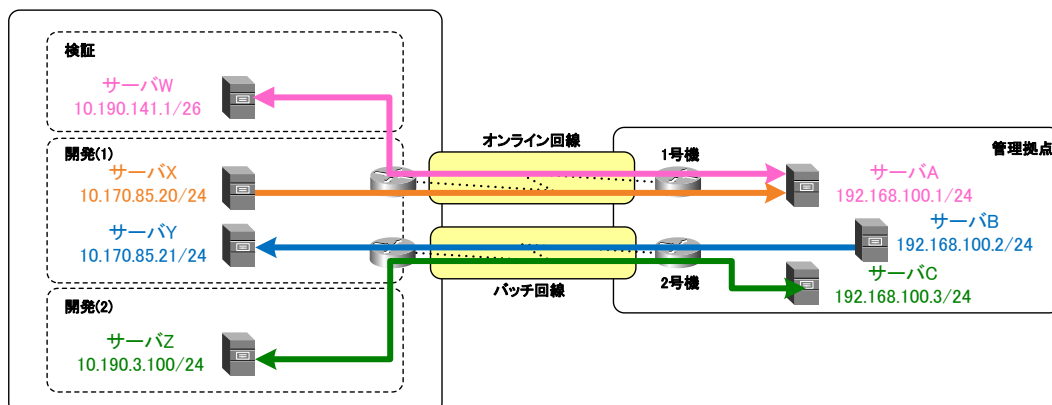 検証
サーバW
10.190.141.1/26
開発(1)
サーバX
10.170.85.20/24
サーバY
10.170.85.21/24
開発(2)
サーバZ
10.190.3.100/24
オンライン回線
バッチ回線
1号機
2号機
管理拠点
サーバA
192.168.100.1/24
サーバB
192.168.100.2/24
サーバC
192.168.100.3/24